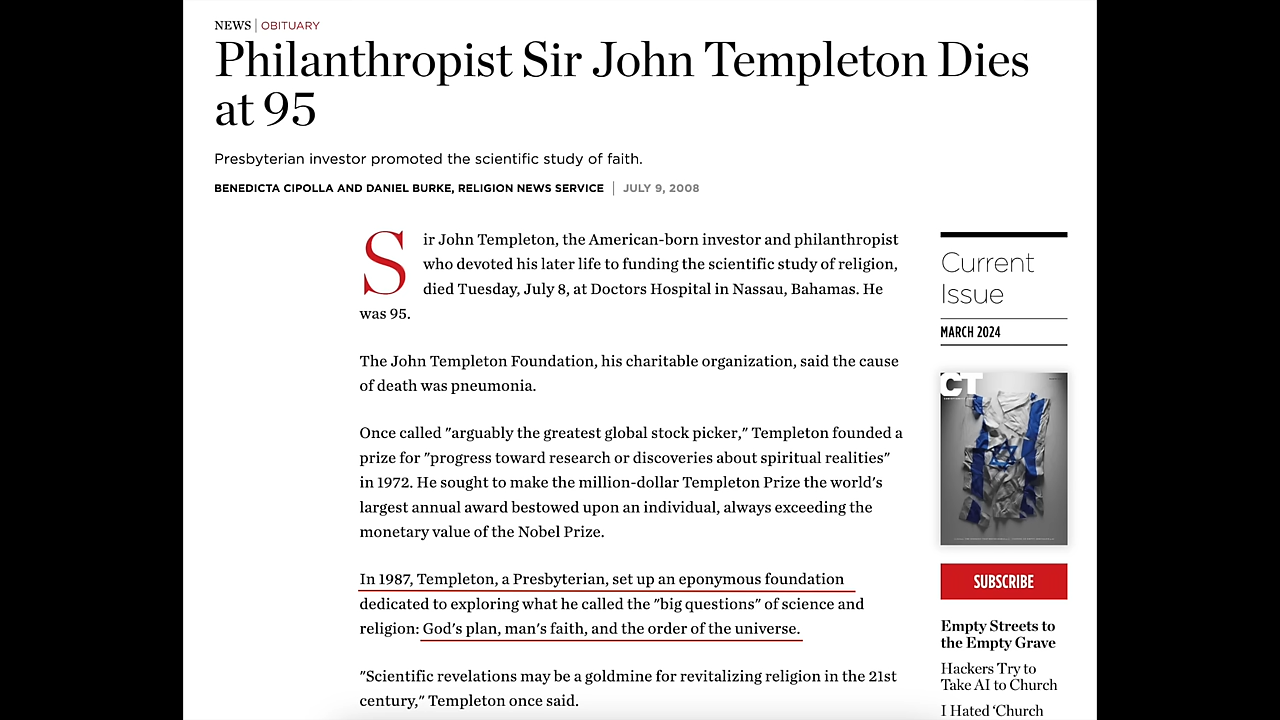 NEWS | OBITUARY
Philanthropist Sir John Templeton Dies
at 95
Presbyterian investor promoted the scientific study of faith.
BENEDICTA CIPOLLA AND DANIEL BURKE, RELIGION NEWS SERVICE | JULY 9, 2008
Sir John Templeton, the American-born investor and philanthropist
who devoted his later life to funding the scientific study of religion,
died Tuesday, July 8, at Doctors Hospital in Nassau, Bahamas. He
was 95.
The John Templeton Foundation, his charitable organization, said the cause
of death was pneumonia.
Once called "arguably the greatest global stock picker," Templeton founded a
prize for "progress toward research or discoveries about spiritual realities"
in 1972. He sought to make the million-dollar Templeton Prize the world's
largest annual award bestowed upon an individual, always exceeding the
monetary value of the Nobel Prize.
In 1987, Templeton, a Presbyterian, set up an eponymous foundation
dedicated to exploring what he called the "big questions" of science and
religion: God's plan, man's faith, and the order of the universe.
"Scientific revelations may be a goldmine for revitalizing religion in the 21st
century," Templeton once said.
Current
Issue
MARCH 2024
CT
SUBSCRIBE
Empty Streets to
the Empty Grave
Hackers Try to
Take AI to Church
I Hated ‘Church